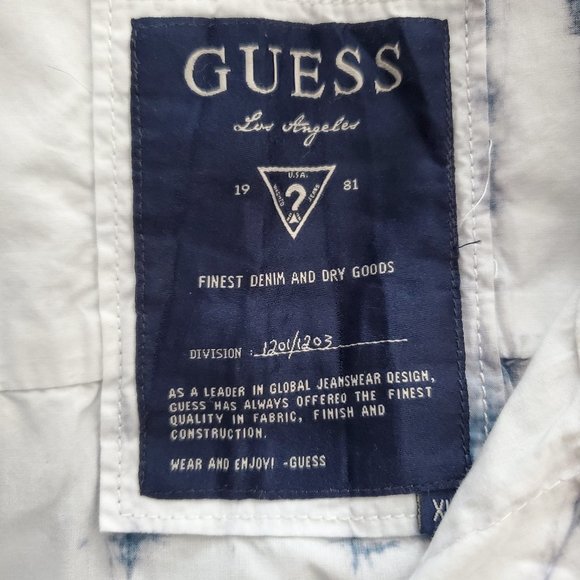 GUESS
Los Angeles
U.S.A.
19 ? 81
FINEST DENIM AND DRY GOODS
DIVISION : 1201/1203
AS A LEADER IN GLOBAL JEANSWEAR DESIGN,
GUESS HAS ALWAYS OFFERED THE FINEST
QUALITY IN FABRIC, FINISH AND
CONSTRUCTION.
WEAR AND ENJOY! -GUESS